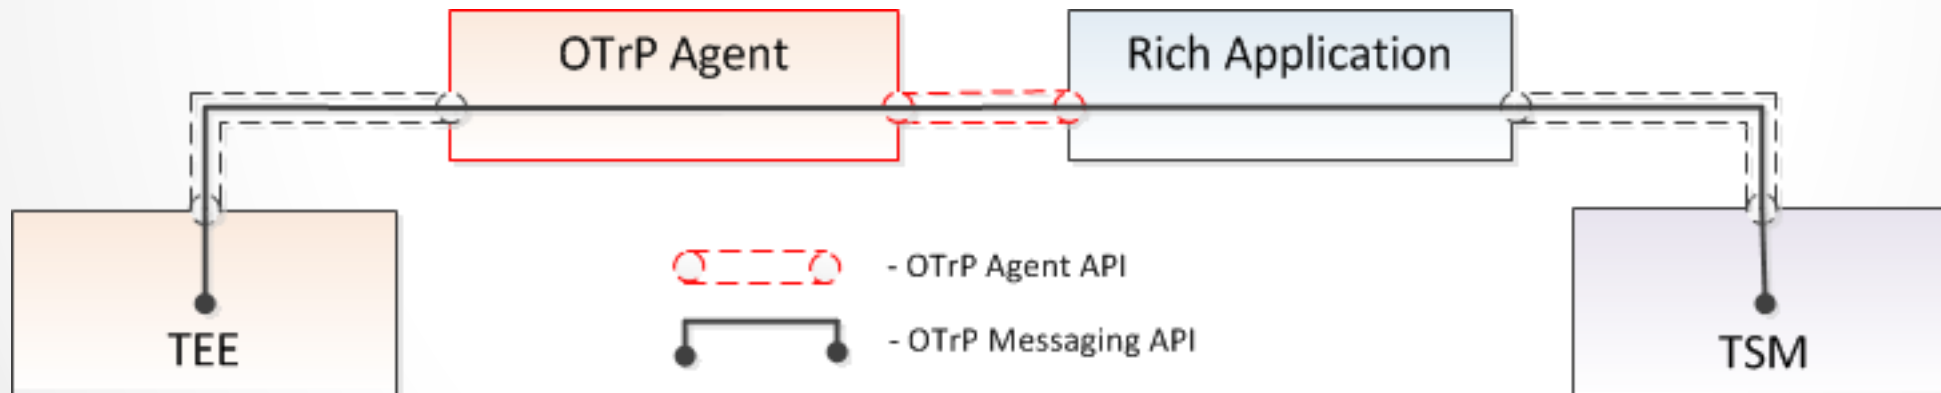 OTrP Agent
Rich Application
- OTrP Agent API
- OTrP Messaging API
TEE
TSM